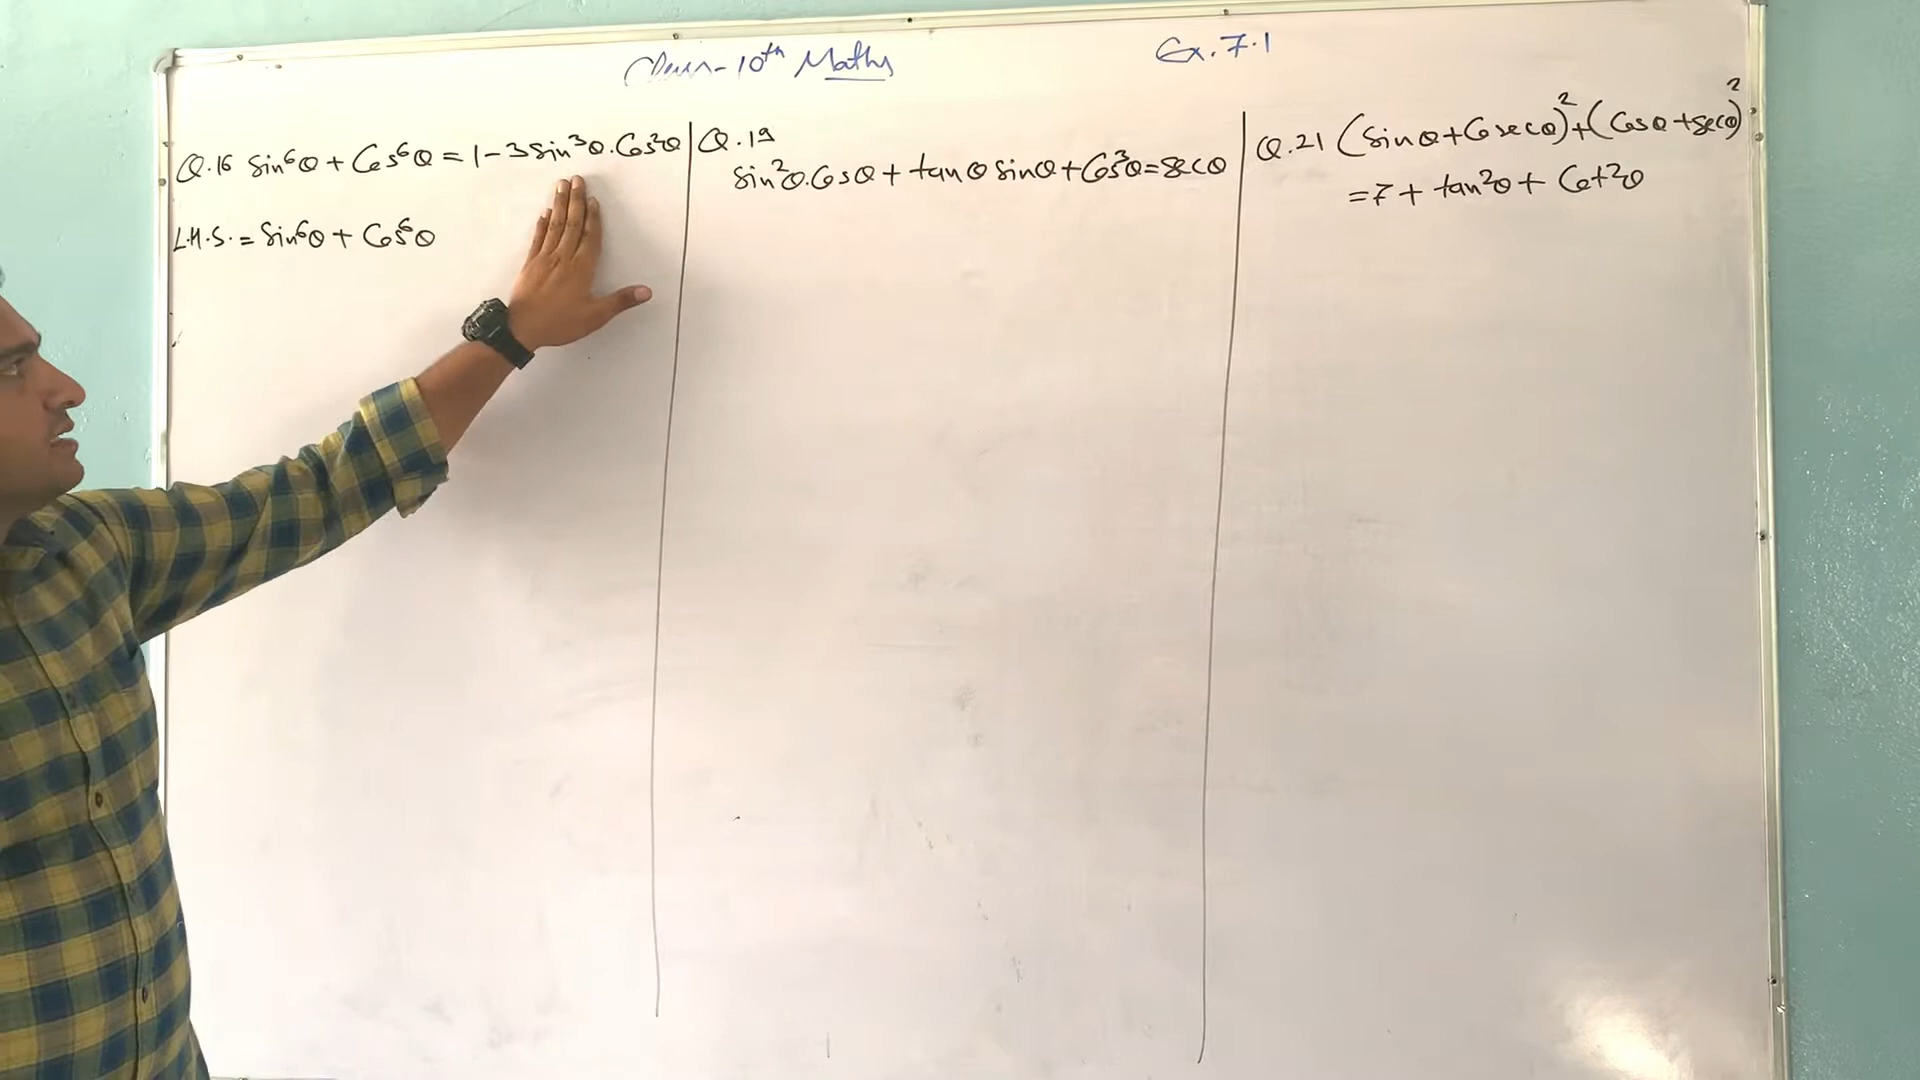 Class-10th Maths
Ex. 7.1
Q.16 Sin⁶θ + Cos⁶θ = 1-3Sin³θ.Cos²θ
L.H.S. = Sin⁶θ + Cos⁶θ
Q.19
Sin²θ.Cosθ + tanθ Sinθ + Cos³θ = Secθ
Q.21 (Sinθ + Cosecθ)² + (Cosθ + Secθ)²
= 7 + tan²θ + Cot²θ